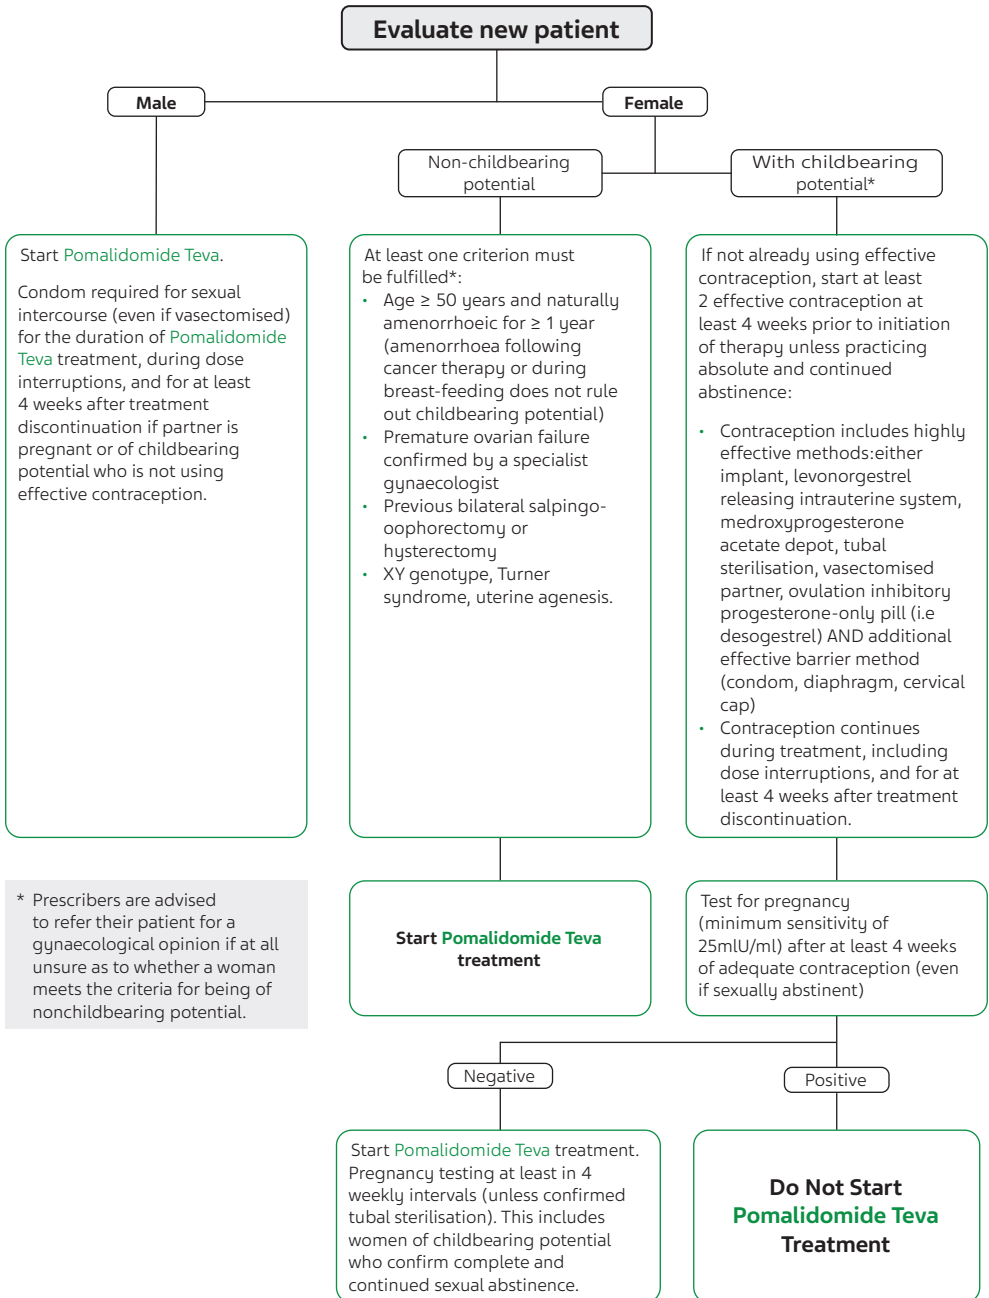 Evaluate new patient
Male
Female
Non-childbearing
potential
With childbearing
potential*
Start Pomalidomide Teva.
Condom required for sexual
intercourse (even if vasectomised)
for the duration of Pomalidomide
Teva treatment, during dose
interruptions, and for at least
4 weeks after treatment
discontinuation if partner is
pregnant or of childbearing
potential who is not using
effective contraception.
At least one criterion must
be fulfilled*:
• Age ≥ 50 years and naturally
amenorrhoeic for ≥ 1 year
(amenorrhoea following
cancer therapy or during
breast-feeding does not rule
out childbearing potential)
• Premature ovarian failure
confirmed by a specialist
gynaecologist
• Previous bilateral salpingo-
oophorectomy or
hysterectomy
• XY genotype, Turner
syndrome, uterine agenesis.
If not already using effective
contraception, start at least
2 effective contraception at
least 4 weeks prior to initiation
of therapy unless practicing
absolute and continued
abstinence:
• Contraception includes highly
effective methods:either
implant, levonorgestrel
releasing intrauterine system,
medroxyprogesterone
acetate depot, tubal
sterilisation, vasectomised
partner, ovulation inhibitory
progesterone-only pill (i.e
desogestrel) AND additional
effective barrier method
(condom, diaphragm, cervical
cap)
• Contraception continues
during treatment, including
dose interruptions, and for at
least 4 weeks after treatment
discontinuation.
* Prescribers are advised
to refer their patient for a
gynaecological opinion if at all
unsure as to whether a woman
meets the criteria for being of
nonchildbearing potential.
Start Pomalidomide Teva
treatment
Test for pregnancy
(minimum sensitivity of
25mlU/ml) after at least 4 weeks
of adequate contraception (even
if sexually abstinent)
Negative
Positive
Start Pomalidomide Teva treatment.
Pregnancy testing at least in 4
weekly intervals (unless confirmed
tubal sterilisation). This includes
women of childbearing potential
who confirm complete and
continued sexual abstinence.
Do Not Start
Pomalidomide Teva
Treatment